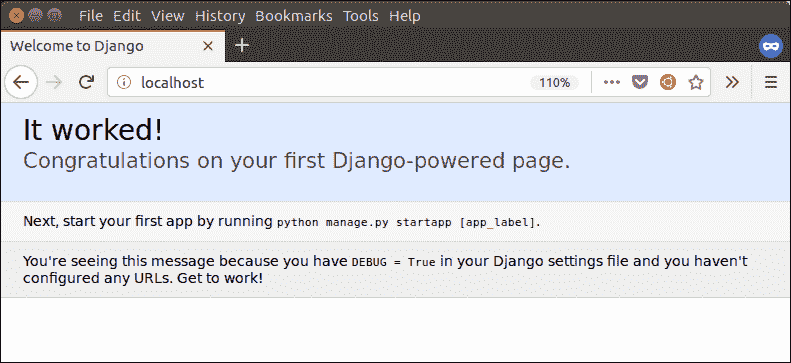 File Edit View History Bookmarks Tools Help
Welcome to Django
localhost 110%
It worked!
Congratulations on your first Django-powered page.
Next, start your first app by running python manage.py startapp [app_label].
You're seeing this message because you have DEBUG = True in your Django settings file and you haven't
configured any URLs. Get to work!